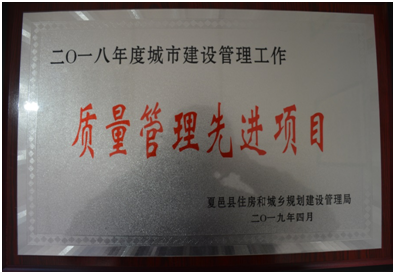 二〇一八年度城市建设管理工作
质量管理先进项目
夏邑县住房和城乡规划建设管理局
二〇一九年四月